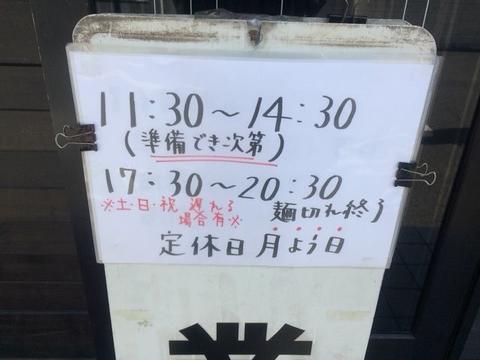 11:30～14:30
(準備でき次第)
17:30～20:30
※土・日・祝 遅れる
場合有※
麺切れ終了
定休日月よう日